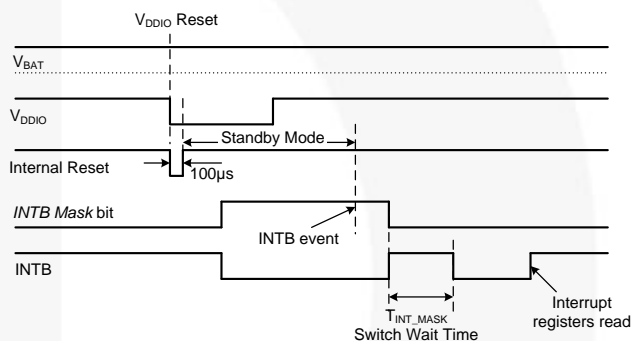 VDDIO Reset
VBAT
VDDIO
Standby Mode
Internal Reset
100µs
INTB Mask bit
INTB event
INTB
TINT_MASK
Switch Wait Time
Interrupt
registers read